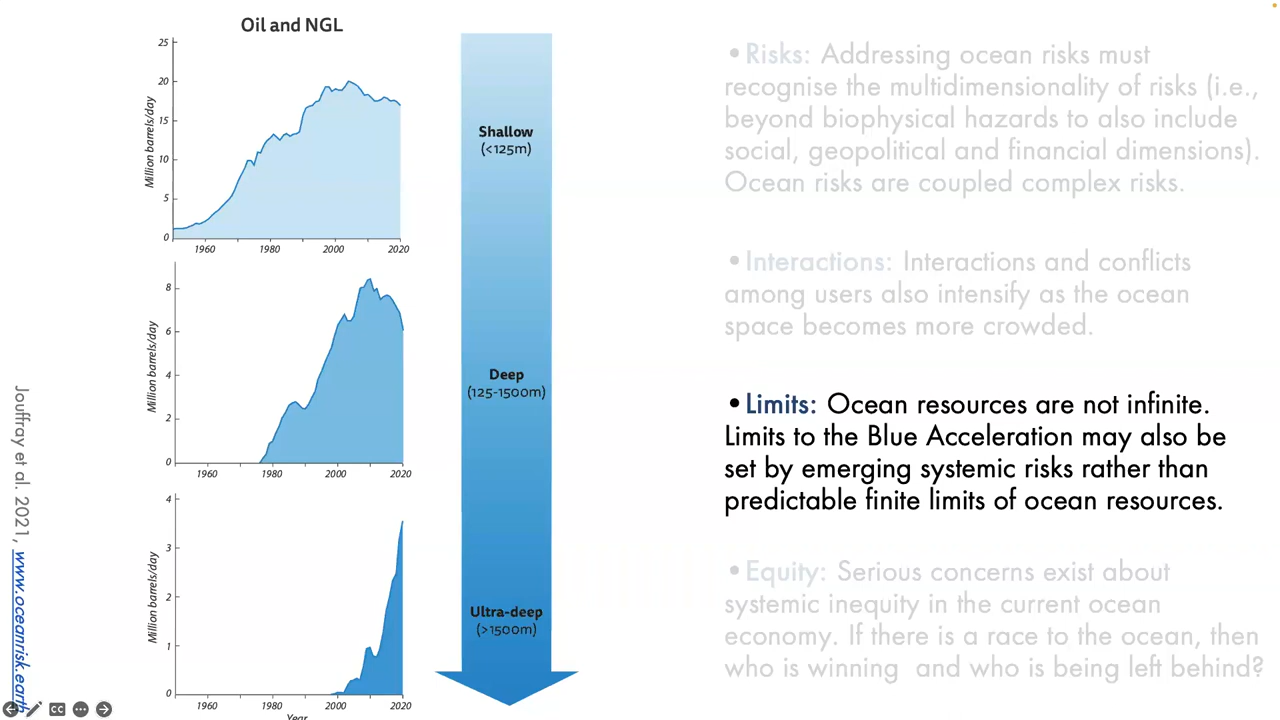 Oil and NGL
Million barrels/day
25
20
15
10
5
0
1960
1980
2000
2020
Million barrels/day
8
6
4
2
0
1960
1980
2000
2020
Million barrels/day
4
3
2
1
0
1960
1980
2000
2020
Year
Shallow
(<125m)
Deep
(125-1500m)
Ultra-deep
(>1500m)
•Risks: Addressing ocean risks must
recognise the multidimensionality of risks (i.e.,
beyond biophysical hazards to also include
social, geopolitical and financial dimensions).
Ocean risks are coupled complex risks.
•Interactions: Interactions and conflicts
among users also intensify as the ocean
space becomes more crowded.
•Limits: Ocean resources are not infinite.
Limits to the Blue Acceleration may also be
set by emerging systemic risks rather than
predictable finite limits of ocean resources.
•Equity: Serious concerns exist about
systemic inequity in the current ocean
economy. If there is a race to the ocean, then
who is winning and who is being left behind?
Jouffray et al. 2021, www.oceanrisk.earth
CC